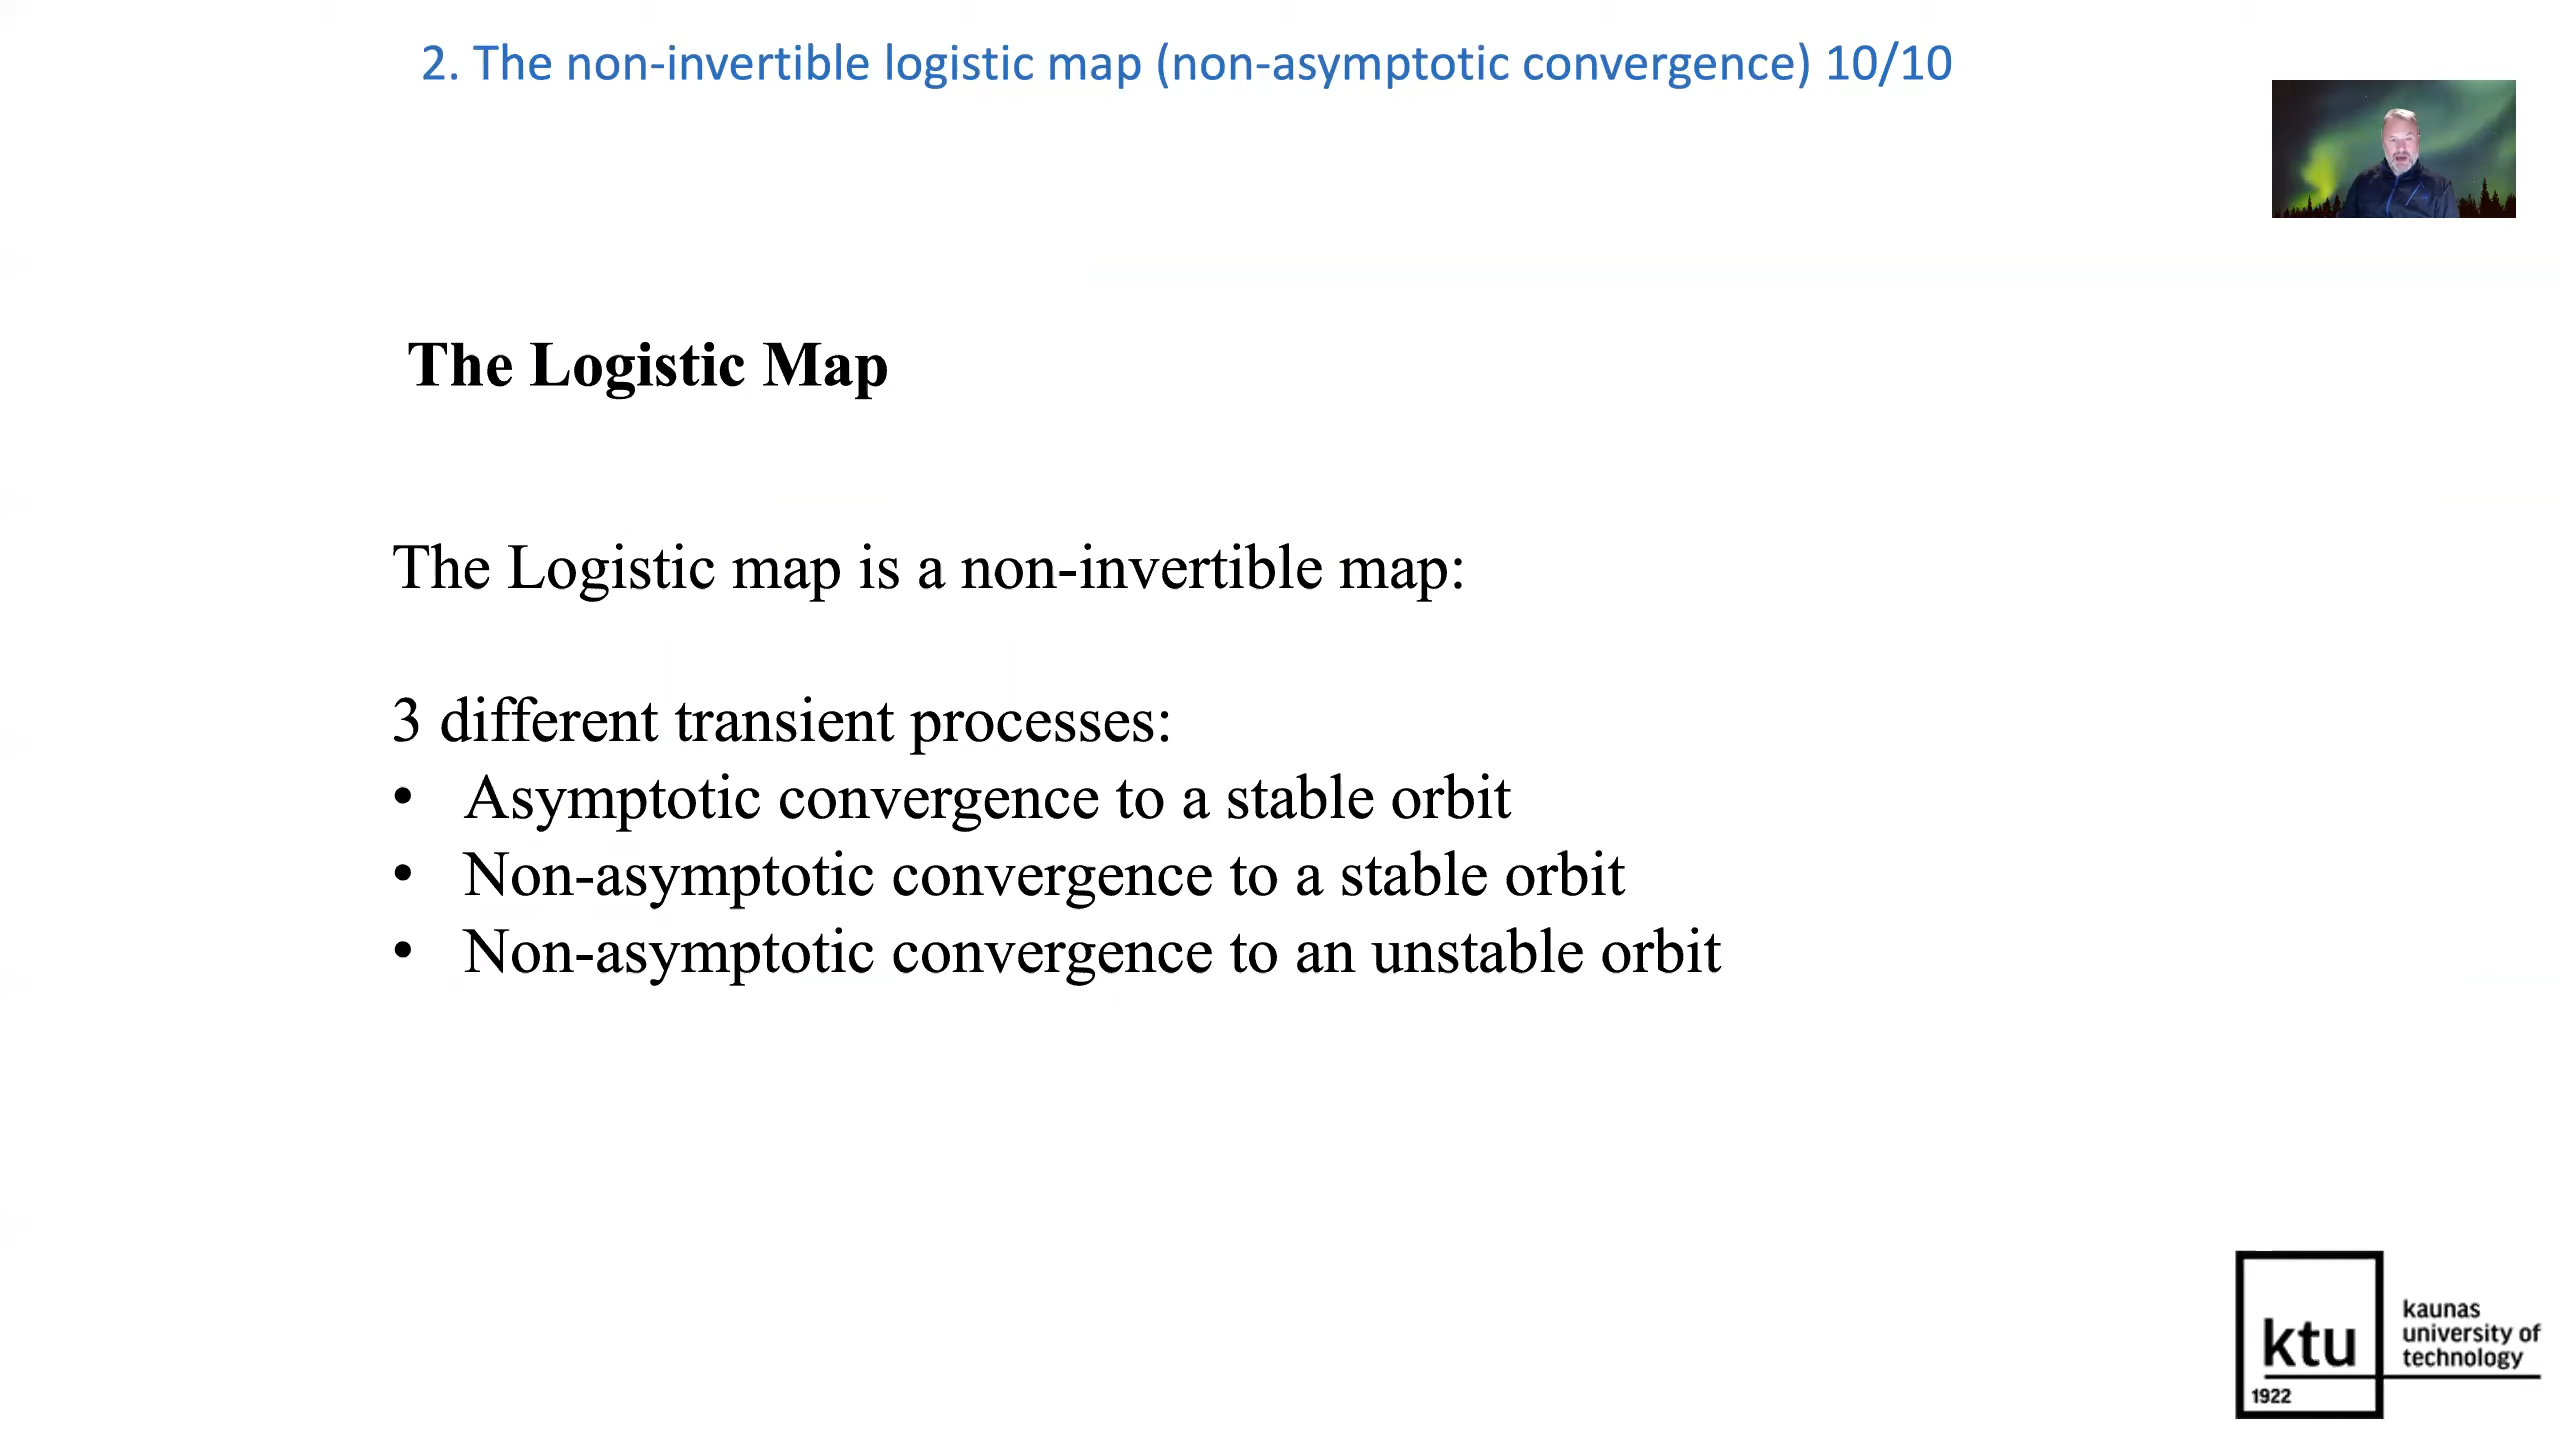 2. The non-invertible logistic map (non-asymptotic convergence) 10/10
The Logistic Map
The Logistic map is a non-invertible map:
3 different transient processes:
• Asymptotic convergence to a stable orbit
• Non-asymptotic convergence to a stable orbit
• Non-asymptotic convergence to an unstable orbit
ktu
1922
kaunas
university of
technology